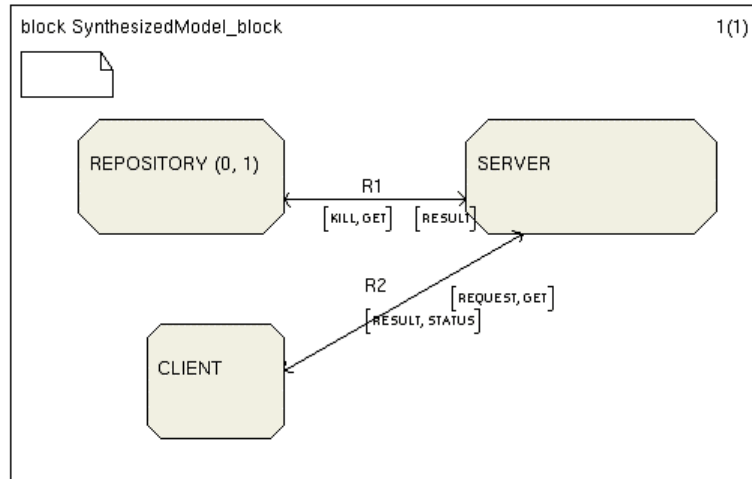 block SynthesizedModel_block 1(1)
REPOSITORY (0, 1)
SERVER
R1
[KILL, GET] [RESULT]
R2
[REQUEST, GET]
[RESULT, STATUS]
CLIENT